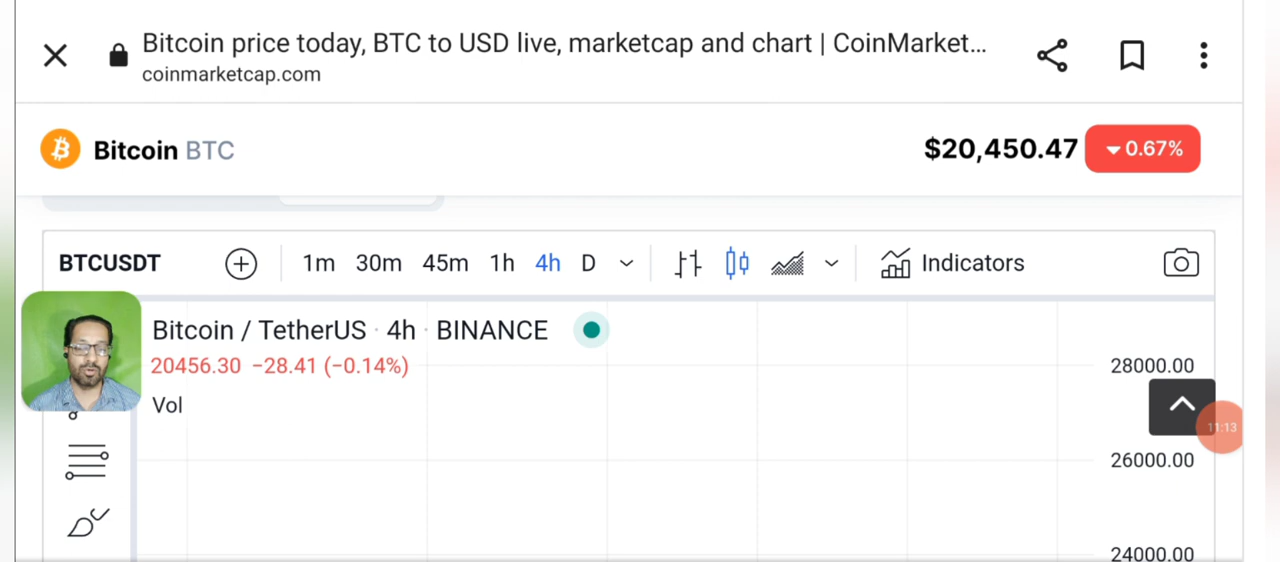 Bitcoin price today, BTC to USD live, marketcap and chart | CoinMarket...
coinmarketcap.com
Bitcoin BTC
$20,450.47 0.67%
BTCUSDT 1m 30m 45m 1h 4h D Indicators
Bitcoin / TetherUS · 4h · BINANCE
20456.30 −28.41 (−0.14%)
28000.00
Vol
11:13
26000.00
24000.00